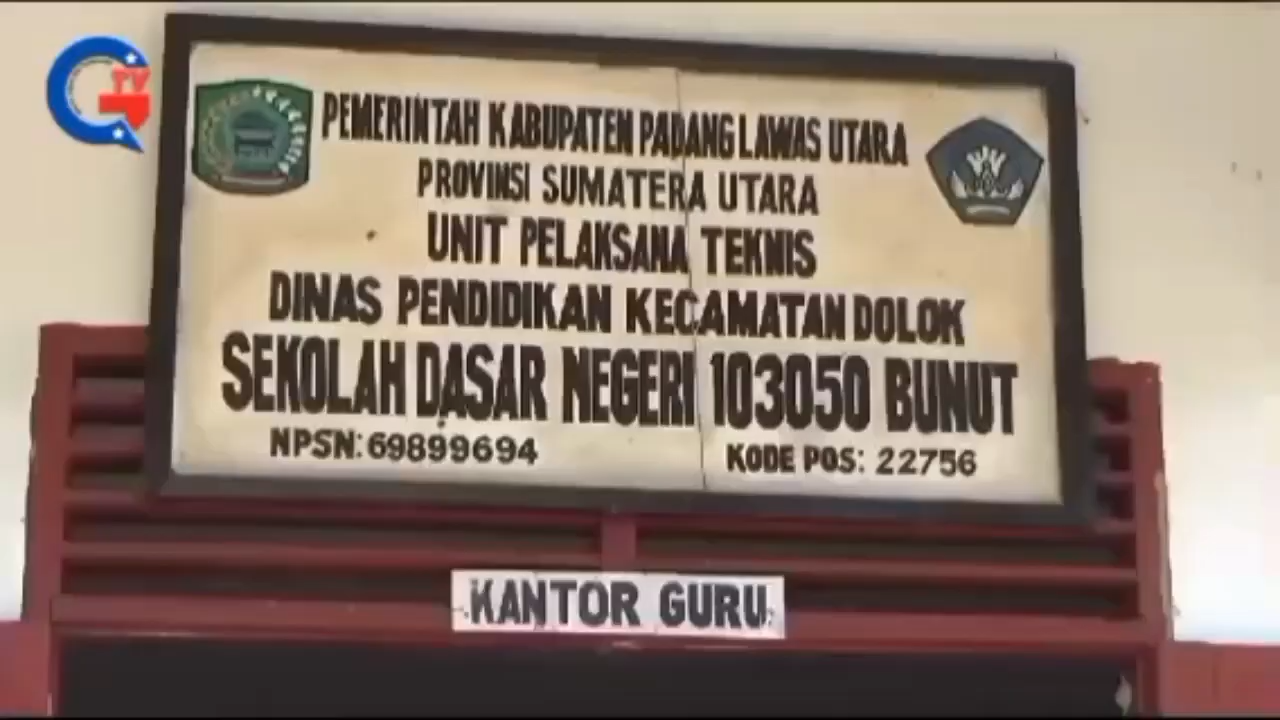 TV
PEMERINTAH KABUPATEN PADANG LAWAS UTARA
PROVINSI SUMATERA UTARA
UNIT PELAKSANA TEKNIS
DINAS PENDIDIKAN KECAMATAN DOLOK
SEKOLAH DASAR NEGERI 103050 BUNUT
NPSN: 69899694 KODE POS: 22756
KANTOR GURU